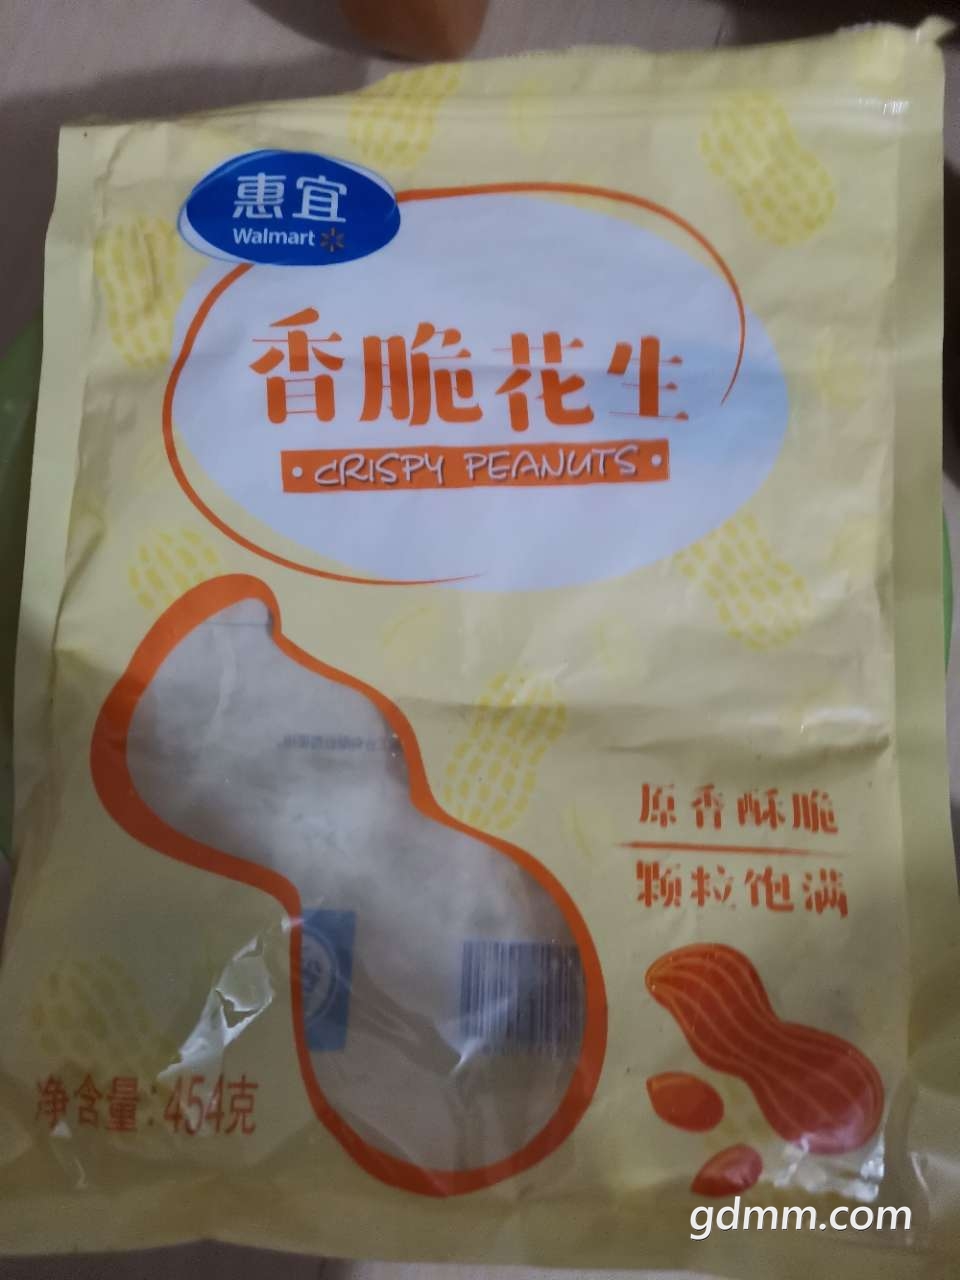 惠宜
Walmart
香脆花生
CRISPY PEANUTS
原香酥脆
颗粒饱满
净含量:454克
gdmm.com